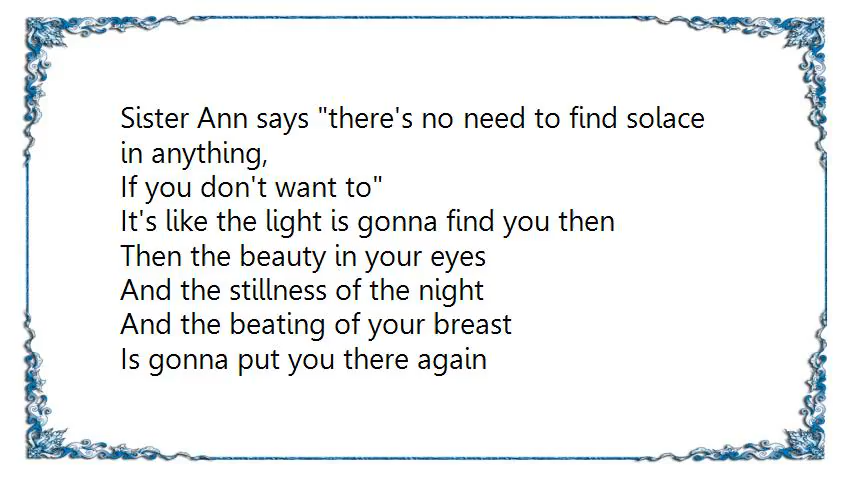 Sister Ann says "there's no need to find solace
in anything,
If you don't want to"
It's like the light is gonna find you then
Then the beauty in your eyes
And the stillness of the night
And the beating of your breast
Is gonna put you there again